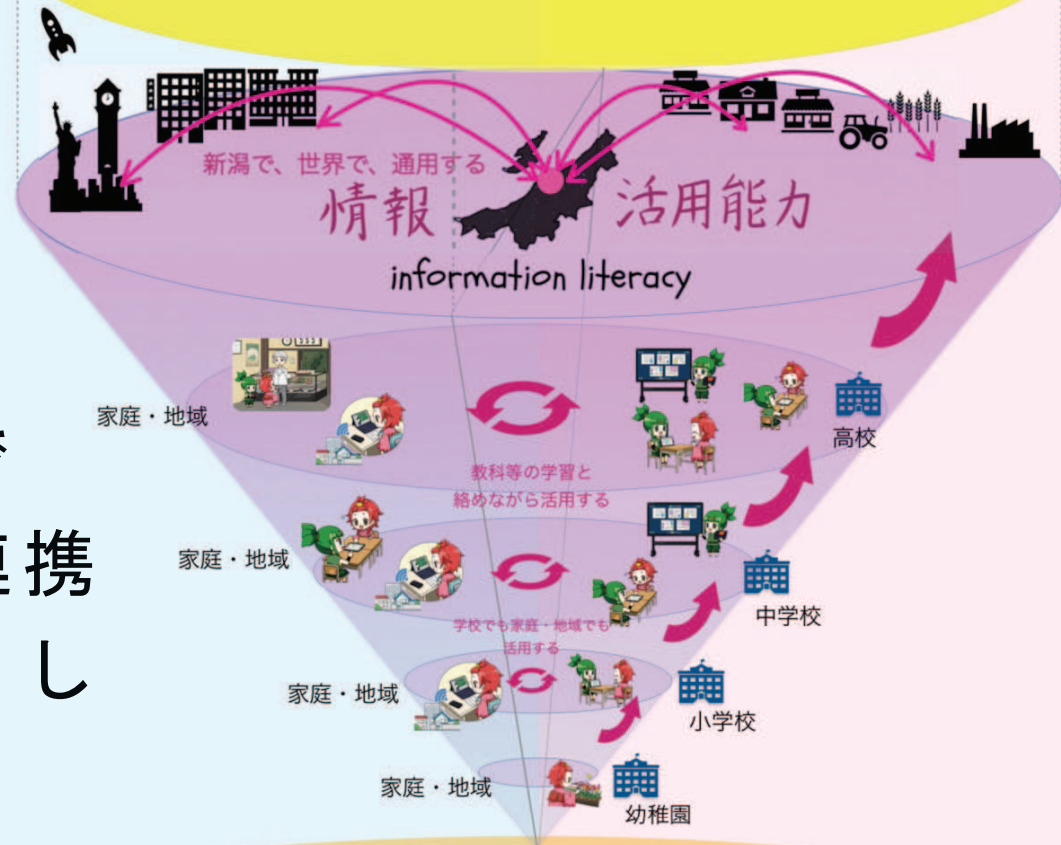 新潟で、世界で、通用する
情報 活用能力
information literacy
家庭・地域
高校
教科等の学習と
絡めながら活用する
携
家庭・地域
中学校
学校でも家庭・地域でも
活用する
し
家庭・地域
小学校
家庭・地域
幼稚園